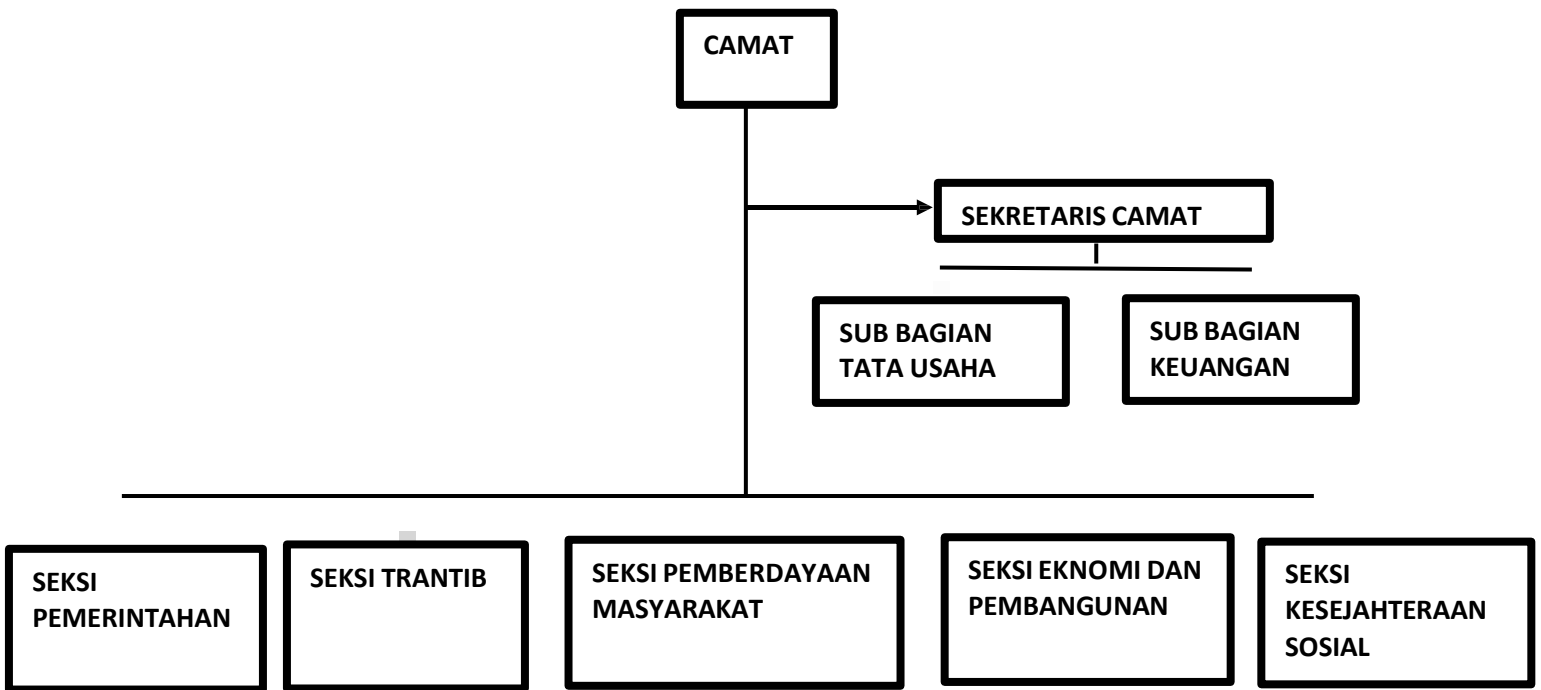 CAMAT
SEKRETARIS CAMAT
SUB BAGIAN
TATA USAHA
SUB BAGIAN
KEUANGAN
SEKSI
PEMERINTAHAN
SEKSI TRANTIB
SEKSI PEMBERDAYAAN
MASYARAKAT
SEKSI EKNOMI DAN
PEMBANGUNAN
SEKSI
KESEJAHTERAAN
SOSIAL